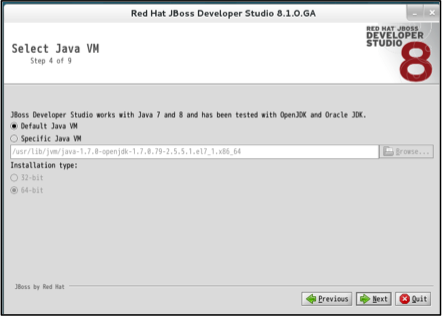 Red Hat JBoss Developer Studio 8.1.0.GA
RED HAT JBOSS
DEVELOPER
STUDIO
8
Select Java VM
Step 4 of 9
JBoss Developer Studio works with Java 7 and 8 and has been tested with OpenJDK and Oracle JDK.
Default Java VM
Specific Java VM
/usr/lib/jvm/java-1.7.0-openjdk-1.7.0.79-2.5.5.1.el7_1.x86_64
Browse...
Installation type:
32-bit
64-bit
JBoss by Red Hat
Previous
Next
Quit